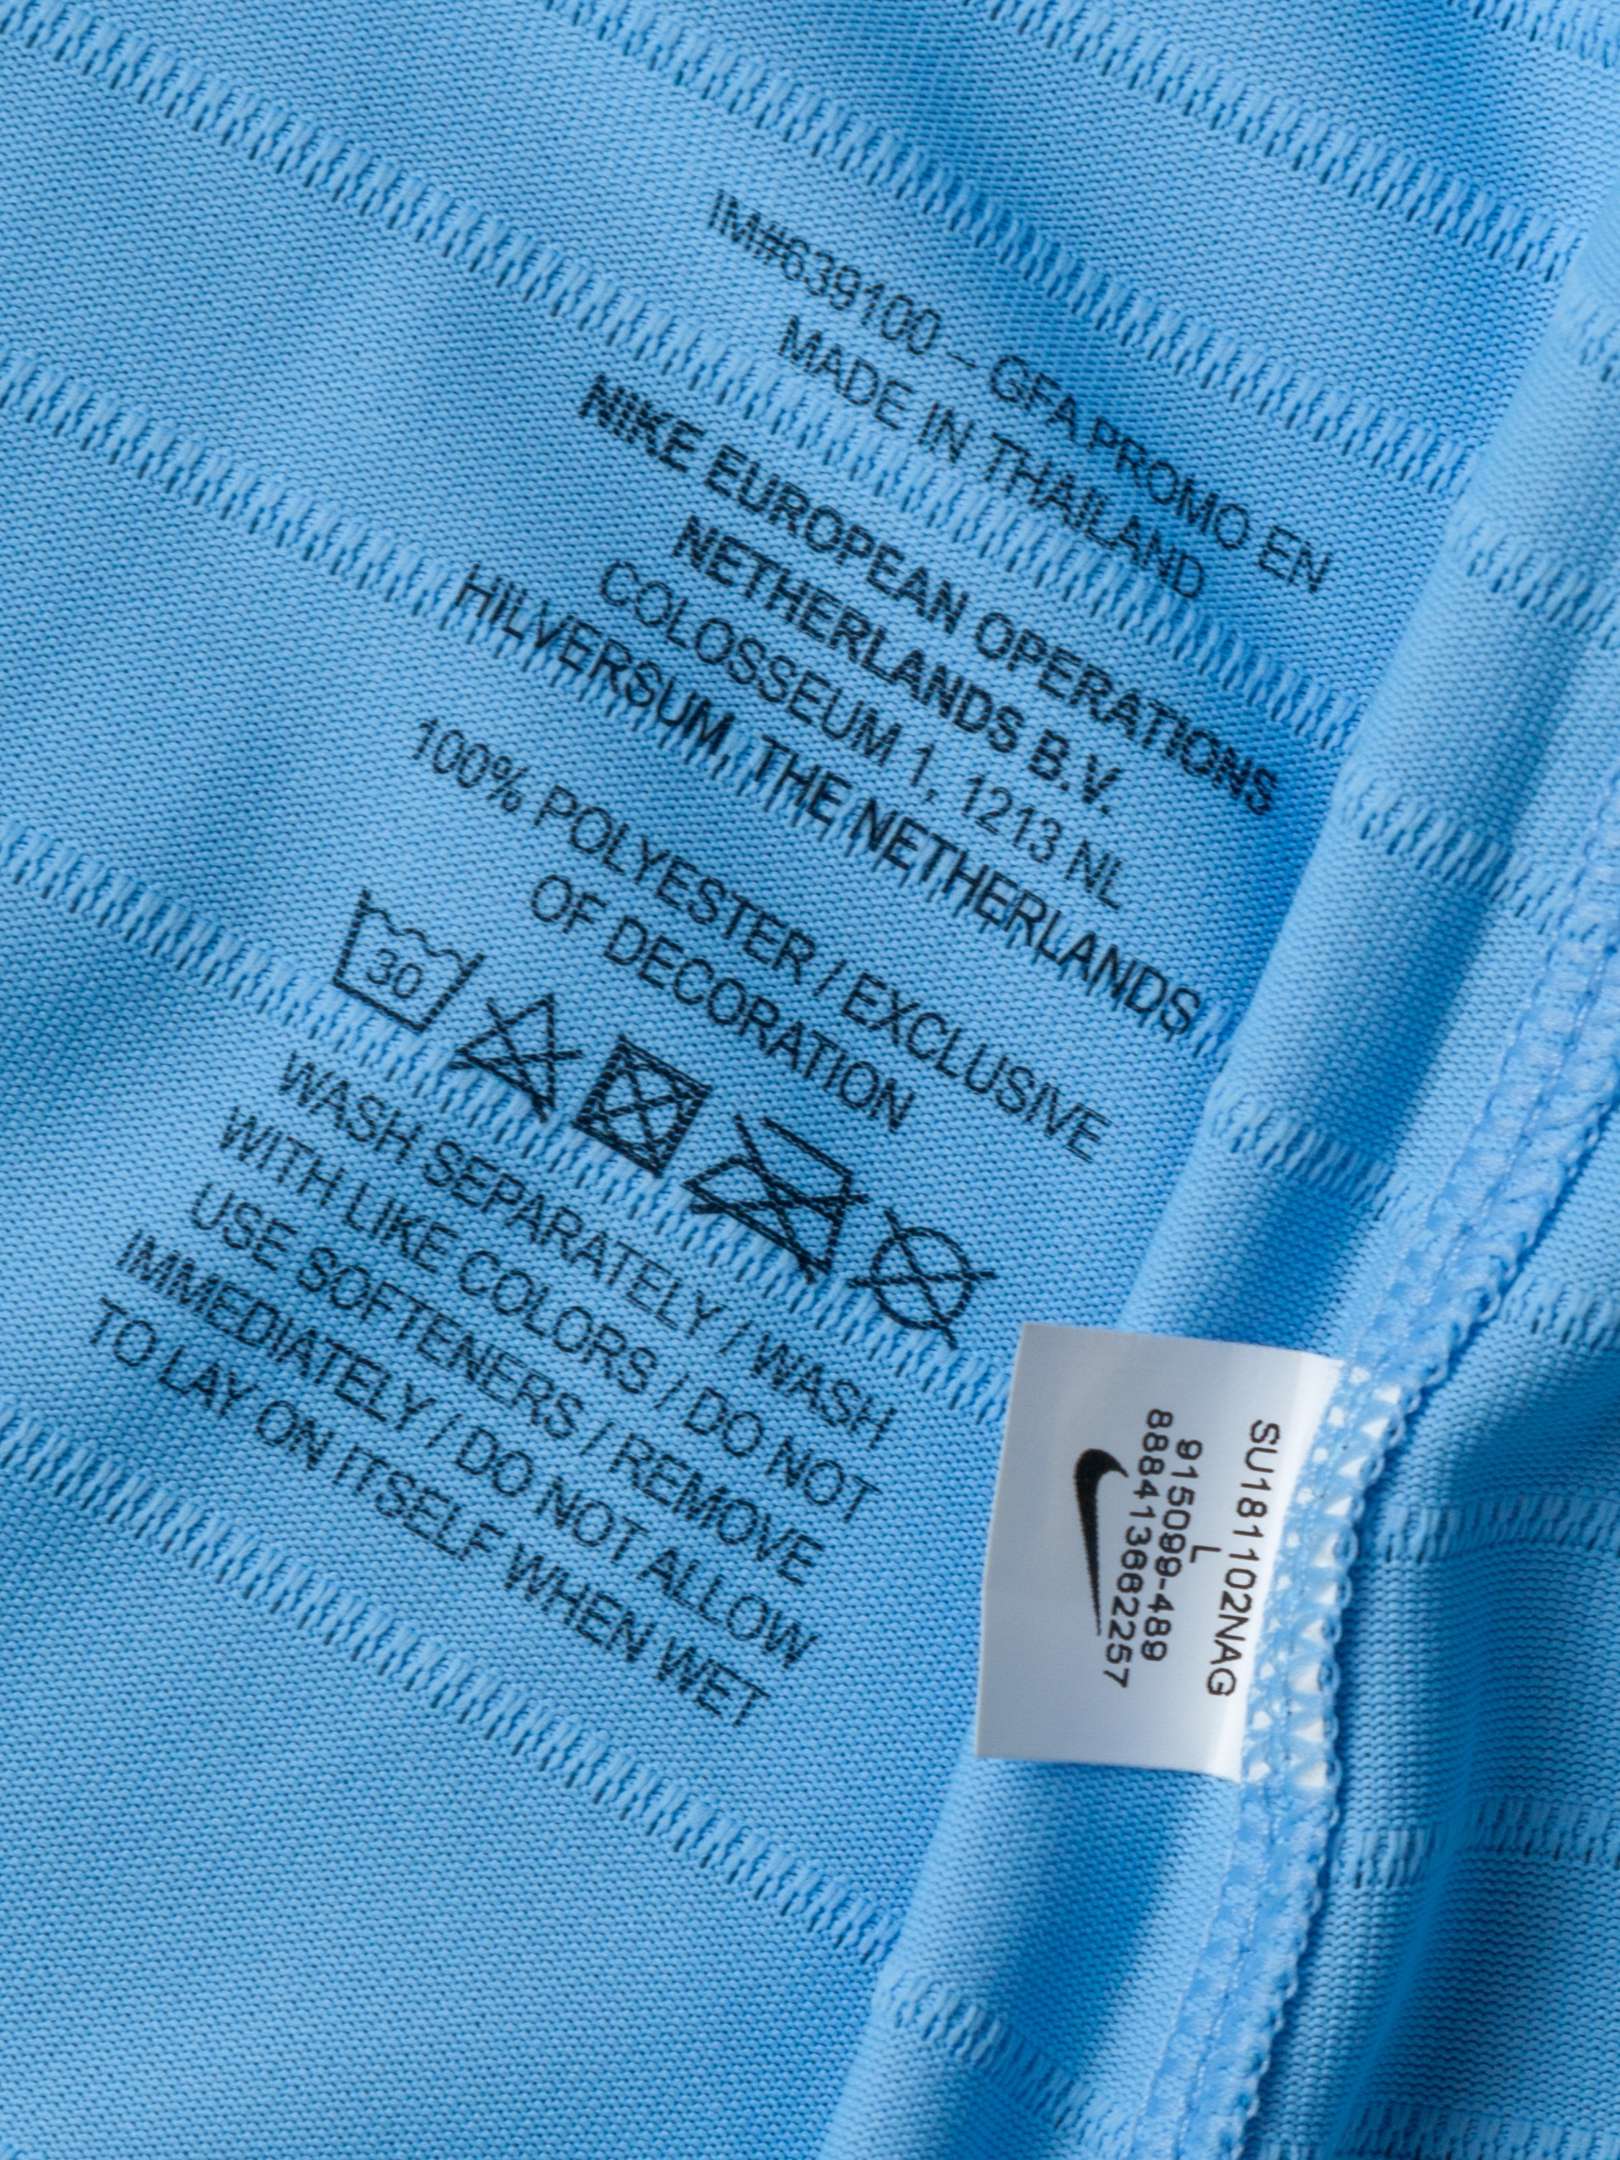 IM#639100 – GFA PROMO EN
MADE IN THAILAND
NIKE EUROPEAN OPERATIONS
NETHERLANDS B.V.
COLOSSEUM 1, 1213 NL
HILVERSUM, THE NETHERLANDS
100% POLYESTER / EXCLUSIVE
OF DECORATION
30
WASH SEPARATELY / WASH
WITH LIKE COLORS / DO NOT
USE SOFTENERS / REMOVE
IMMEDIATELY / DO NOT ALLOW
TO LAY ON ITSELF WHEN WET
SU181102NAG
L
915099-489
888413682257